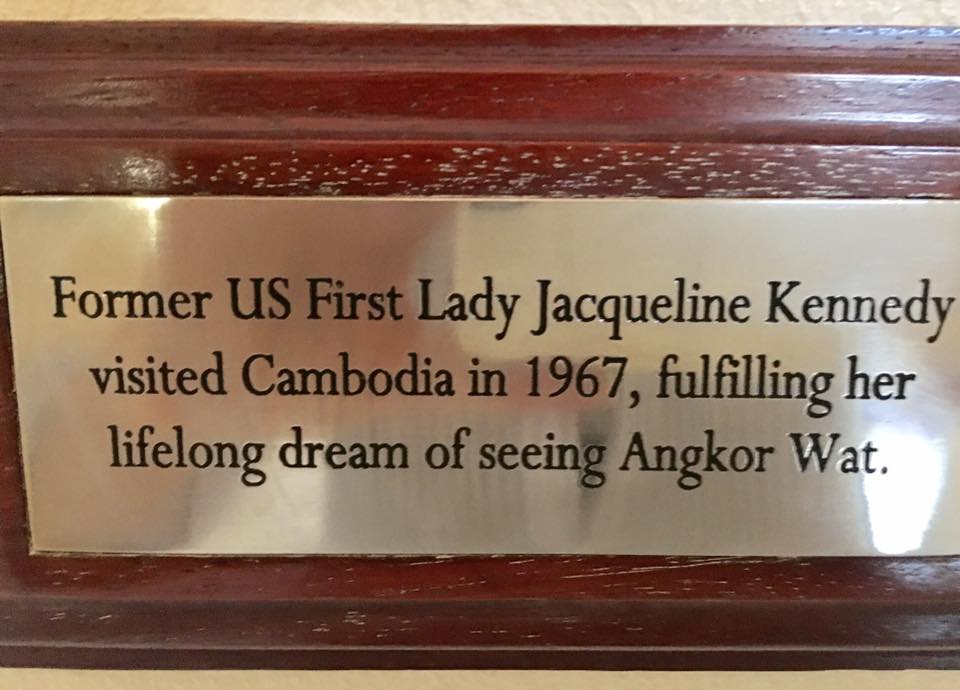 Former US First Lady Jacqueline Kennedy
visited Cambodia in 1967, fulfilling her
lifelong dream of seeing Angkor Wat.